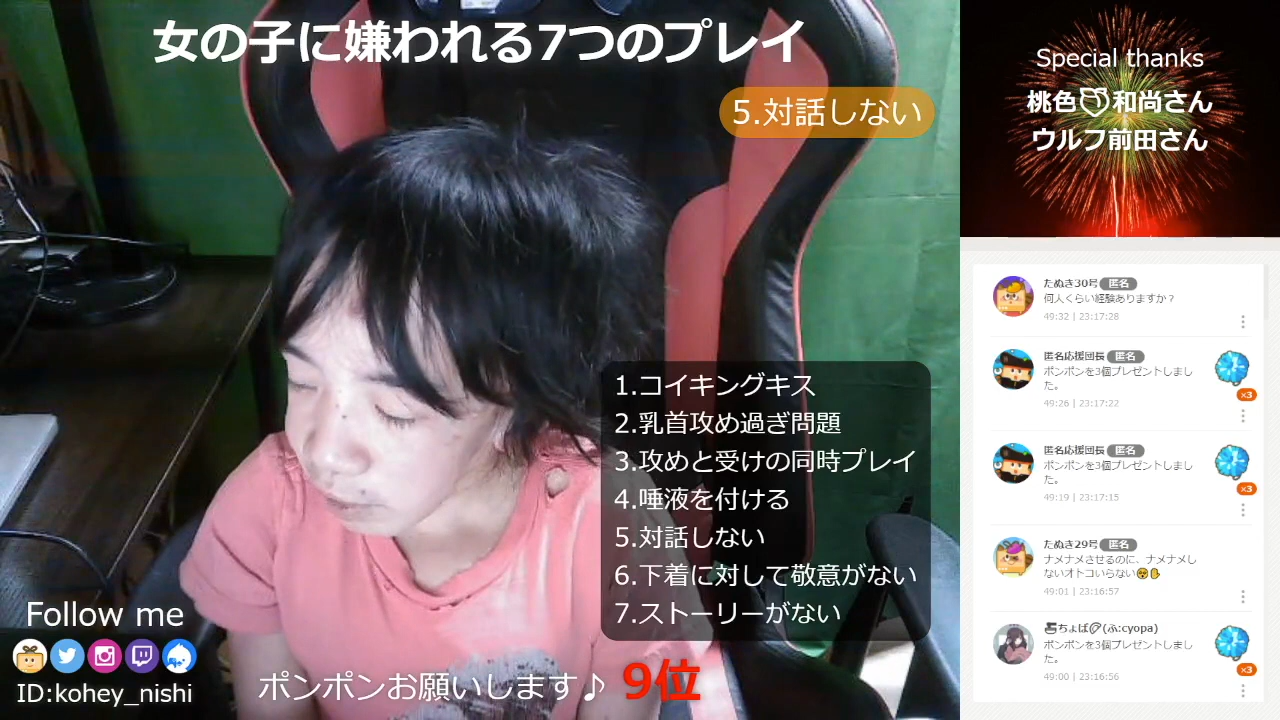 女の子に嫌われる7つのプレイ
5.対話しない
1.コイキングキス
2.乳首攻め過ぎ問題
3.攻めと受けの同時プレイ
4.唾液を付ける
5.対話しない
6.下着に対して敬意がない
7.ストーリーがない
Follow me
ID:kohey_nishi
ポンポンお願いします♪ 9位
Special thanks
桃色♡和尚さん
ウルフ前田さん
たぬき30号 匿名
何人くらい経験ありますか？
49:32 | 23:17:28
匿名応援団長 匿名
ポンポンを3個プレゼントしまし
た。
×3
49:26 | 23:17:22
匿名応援団長 匿名
ポンポンを3個プレゼントしまし
た。
×3
49:19 | 23:17:15
たぬき29号 匿名
ナメナメさせるのに、ナメナメし
ないオトコいらない
49:01 | 23:16:57
ちょぱ(ふ:cyopa)
ポンポンを3個プレゼントしまし
た。
×3
49:00 | 23:16:56